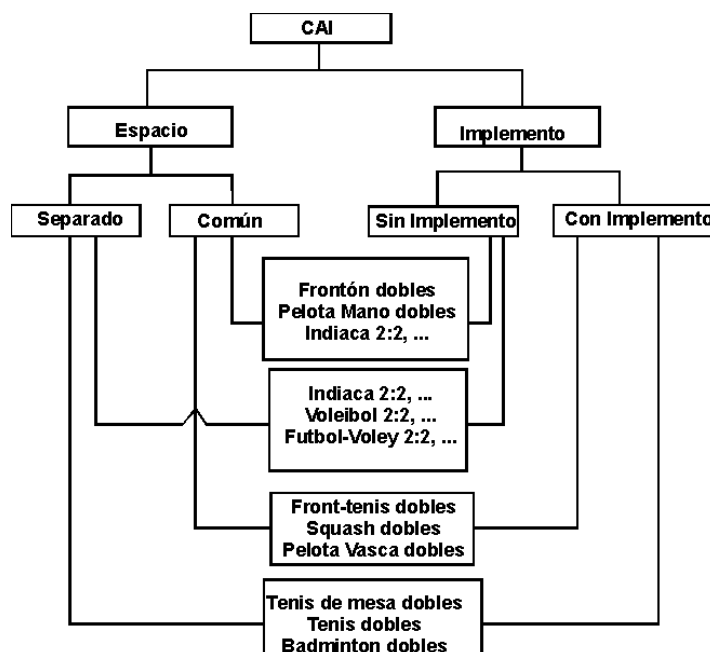 CAI
Espacio
Implemento
Separado
Común
Sin Implemento
Con Implemento
Frontón dobles
Pelota Mano dobles
Indiaca 2:2, ...
Indiaca 2:2, ...
Voleibol 2:2, ...
Futbol-Voley 2:2, ...
Front-tenis dobles
Squash dobles
Pelota Vasca dobles
Tenis de mesa dobles
Tenis dobles
Badminton dobles